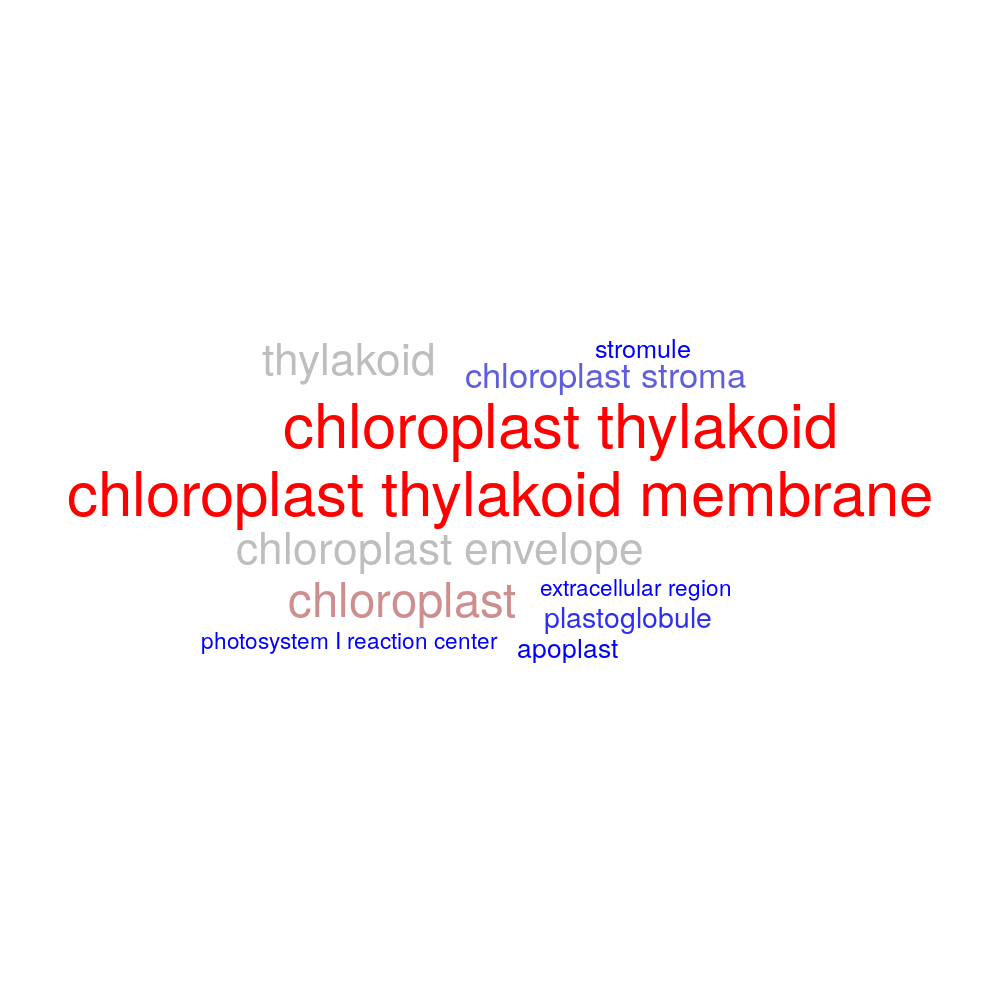 thylakoid
stromule
chloroplast stroma
chloroplast thylakoid
chloroplast thylakoid membrane
chloroplast envelope
chloroplast
extracellular region
plastoglobule
photosystem I reaction center
apoplast